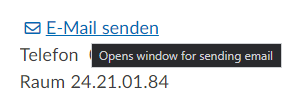 E-Mail senden
Telefon
Opens window for sending email
Raum 24.21.01.84